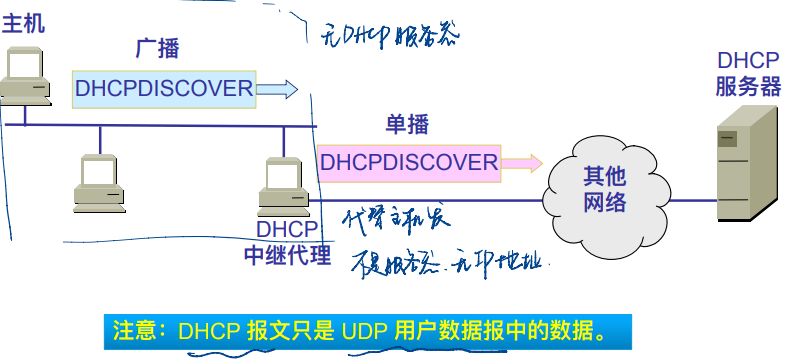 主机
广播
无DHCP服务器
DHCP
服务器
DHCPDISCOVER
单播
DHCPDISCOVER
其他
网络
DHCP
中继代理
代替主机发
不是服务器、无IP地址.
注意：DHCP 报文只是 UDP 用户数据报中的数据。